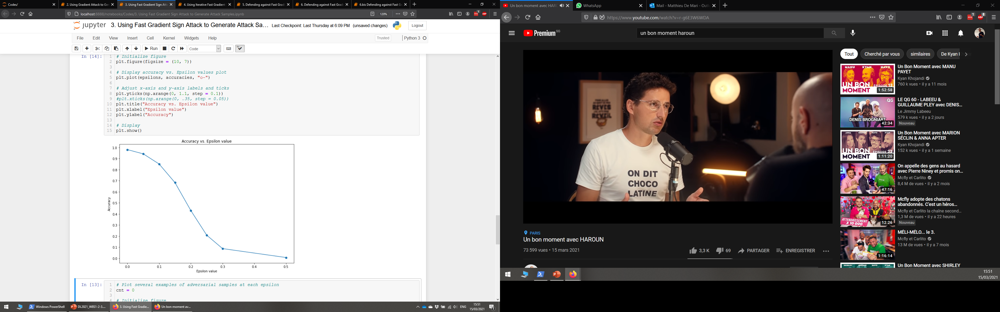 Codes/
2. Using Gradient Attack to Gen
3. Using Fast Gradient Sign Atta
4. Using Iterative Fast Gradient
5. Defending against Fast Gradi
6. Defending against Fast Gradi
6.bis Defending against Fast Gr
localhost:8888/notebooks/Codes/3. Using Fast Gradient Sign Attack to Generate Attack Samples.ipynb
120%
jupyter 3. Using Fast Gradient Sign Attack to Generate Attack Sa... Last Checkpoint: Last Thursday at 6:09 PM (unsaved changes)
Logout
File Edit View Insert Cell Kernel Widgets Help
Trusted
Python 3
Run
Code
In [14]:
1 # Initialize figure
2 plt.figure(figsize = (10, 7))
3
4 # Display accuracy vs. Epsilon values plot
5 plt.plot(epsilons, accuracies, "o-")
6
7 # Adjust x-axis and y-axis labels and ticks
8 plt.yticks(np.arange(0, 1.1, step = 0.1))
9 #plt.xticks(np.arange(0, .35, step = 0.05))
10 plt.title("Accuracy vs. Epsilon value")
11 plt.xlabel("Epsilon value")
12 plt.ylabel("Accuracy")
13
14 # Display
15 plt.show()
Accuracy vs. Epsilon value
1.0
0.9
0.8
0.7
0.6
0.5
0.4
0.3
0.2
0.1
0.0
Accuracy
0.0 0.1 0.2 0.3 0.4 0.5
Epsilon value
In [13]:
1 # Plot several examples of adversarial samples at each epsilon
2 cnt = 0
3
4 # Initialize figure
Windows PowerShell
DL2021_W8S1-2-3....
3. Using Fast Gradie...
Un bon moment av...
ENG
15:51
15/03/2021
Un bon moment avec HARO
WhatsApp
Mail - Matthieu De Mari - Outl
https://www.youtube.com/watch?v=r-g6E3W6WDA
1
8
ABP
Premium SG
un bon moment haroun
REVES
REVEIL
ON DIT
CHOCO
LATINE
PARIS
Un bon moment avec HAROUN
73 599 vues • 15 mars 2021
3,3 K
69
PARTAGER
ENREGISTRER
Tout
Cherché par vous
similaires
De Kyan
MANU KYAN NAVO
UN BON
MOMENT
ÉPISODE 13
1:52:58
Un Bon Moment avec MANU
PAYET
Kyan Khojandi
760 k vues • il y a 11 mois
QG
DENIS BROGNIART
42:34
LE QG 60 - LABEEU &
GUILLAUME PLEY avec DENIS...
Le Jimmy Labeeu
579 k vues • il y a 2 jours
Nouveau
ANNA MARION NAVO KYAN
UN BON
MOMENT
ÉPISODE 33
1:11:20
Un Bon Moment avec MARION
SÉCLIN & ANNA APTER
Kyan Khojandi
152 k vues • il y a 1 semaine
47:16
On appelle des gens au hasard
avec Pierre Niney et promis on...
Mcfly et Carlito
8,4 M de vues • il y a 2 mois
ATTENDRISSEMENT
X 10 000
12:26
Mcfly adopte des chatons
abandonnés. C'est un héros...
Mcfly et Carlito la chaîne second...
1,3 M de vues • il y a 22 heures
Nouveau
1:16:14
MÉLI-MÉLO... le 3.
Mcfly et Carlito
13 M de vues • il y a 7 mois
SHIRLEY JEREMIE NAVO KYAN
Un Bon Moment avec SHIRLEY
15:51
15/03/2021